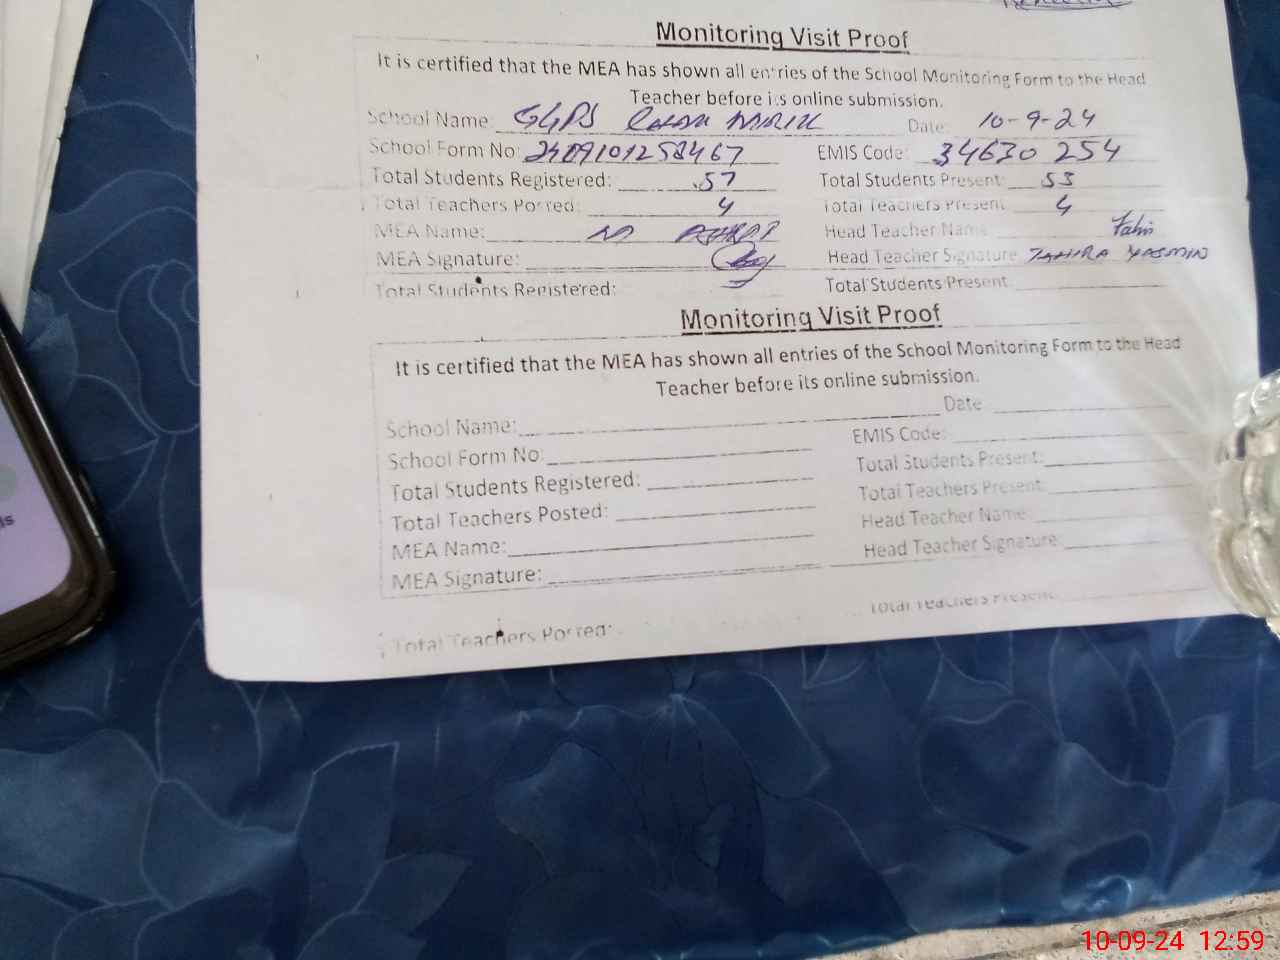 Monitoring Visit Proof
It is certified that the MEA has shown all entries of the School Monitoring Form to the Head
Teacher before its online submission.
School Name: GGPS Date: 10-9-24
School Form No: 2409101258467 EMIS Code: 34630 254
Total Students Registered: 57 Total Students Present: 53
Total Teachers Posted: 4 Total Teachers Present 4
MEA Name: M Head Teacher Name
MEA Signature: Head Teacher Signature TAHIRA YASMIN
Total Students Registered: Total Students Present
Monitoring Visit Proof
It is certified that the MEA has shown all entries of the School Monitoring Form to the Head
Teacher before its online submission.
School Name: Date
School Form No EMIS Code:
Total Students Registered: Total Students Present:
Total Teachers Posted: Total Teachers Present:
MEA Name: Head Teacher Name:
MEA Signature: Head Teacher Signature
Total Teachers Posted: Total Teachers Present:
10-09-24 12:59